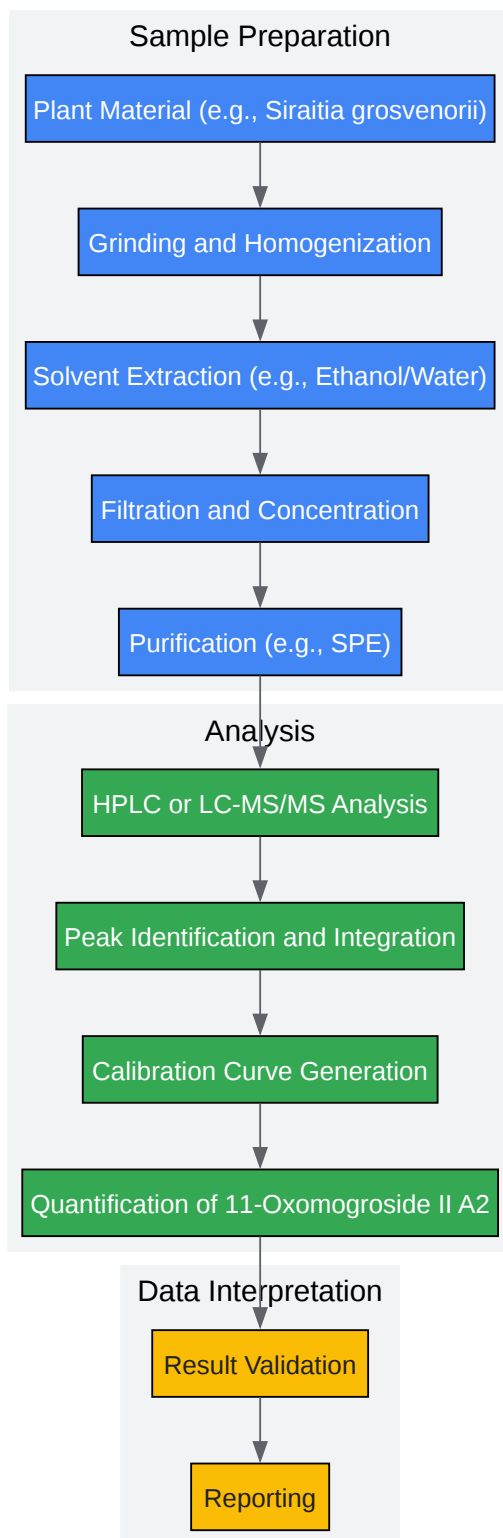 Sample Preparation
Plant Material (e.g., Siraitia grosvenorii)
Grinding and Homogenization
Solvent Extraction (e.g., Ethanol/Water)
Filtration and Concentration
Purification (e.g., SPE)
Analysis
HPLC or LC-MS/MS Analysis
Peak Identification and Integration
Calibration Curve Generation
Quantification of 11-Oxomogroside II A2
Data Interpretation
Result Validation
Reporting